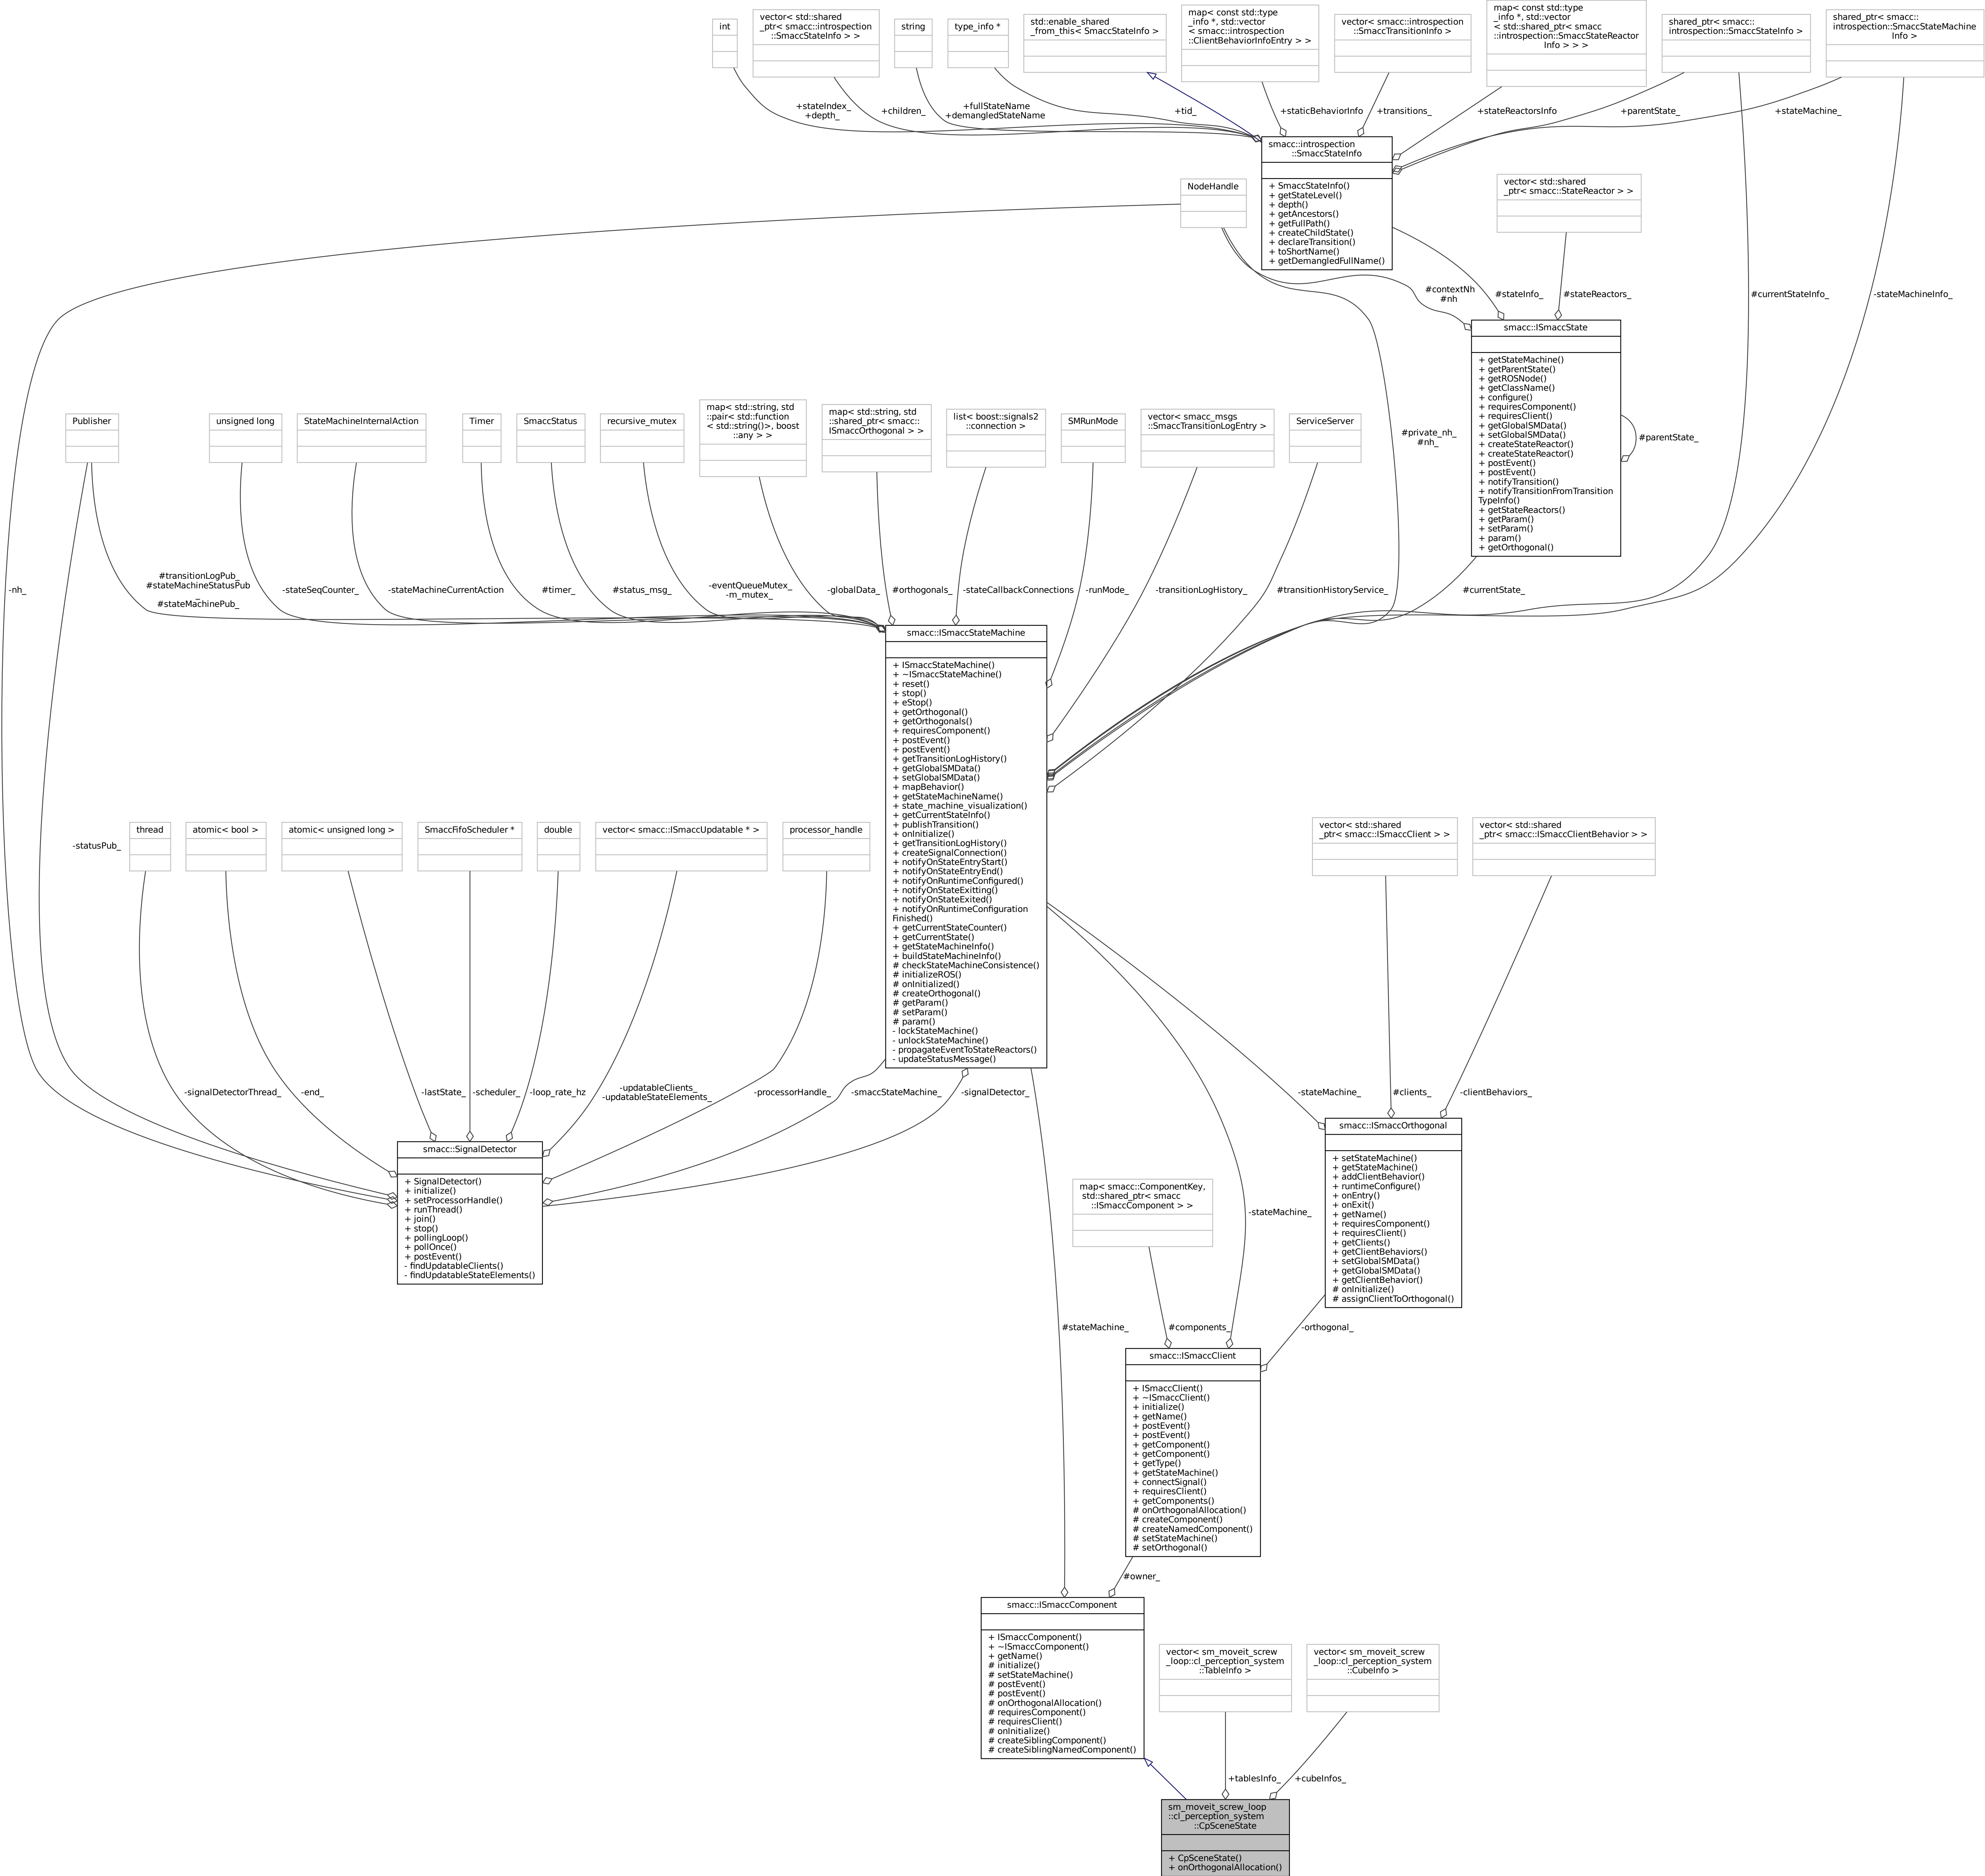 int
vector< std::shared
_ptr< smacc::introspection
::SmaccStateInfo > >
string
type_info *
std::enable_shared
_from_this< SmaccStateInfo >
map< const std::type
_info *, std::vector
< smacc::introspection
::ClientBehaviorInfoEntry > >
vector< smacc::introspection
::SmaccTransitionInfo >
map< const std::type
_info *, std::vector
< std::shared_ptr< smacc
::introspection::SmaccStateReactor
Info > > >
shared_ptr< smacc::
introspection::SmaccStateInfo >
shared_ptr< smacc::
introspection::SmaccStateMachine
Info >
+stateIndex_
+depth_
+children_
+fullStateName
+demangledStateName
+tid_
+staticBehaviorInfo
+transitions_
+stateReactorsInfo
+parentState_
+stateMachine_
smacc::introspection
::SmaccStateInfo
+ SmaccStateInfo()
+ getStateLevel()
+ depth()
+ getAncestors()
+ getFullPath()
+ createChildState()
+ declareTransition()
+ toShortName()
+ getDemangledFullName()
NodeHandle
vector< std::shared
_ptr< smacc::StateReactor > >
#contextNh
#nh
#stateInfo_
#stateReactors_
#currentStateInfo_
-stateMachineInfo_
smacc::ISmaccState
+ getStateMachine()
+ getParentState()
+ getROSNode()
+ getClassName()
+ configure()
+ requiresComponent()
+ requiresClient()
+ getGlobalSMData()
+ setGlobalSMData()
+ createStateReactor()
+ createStateReactor()
+ postEvent()
+ postEvent()
+ notifyTransition()
+ notifyTransitionFromTransition
TypeInfo()
+ getStateReactors()
+ getParam()
+ setParam()
+ param()
+ getOrthogonal()
#parentState_
Publisher
unsigned long
StateMachineInternalAction
Timer
SmaccStatus
recursive_mutex
map< std::string, std
::pair< std::function
< std::string()>, boost
::any > >
map< std::string, std
::shared_ptr< smacc::
ISmaccOrthogonal > >
list< boost::signals2
::connection >
SMRunMode
vector< smacc_msgs
::SmaccTransitionLogEntry >
ServiceServer
#private_nh_
#nh_
-nh_
#transitionLogPub_
#stateMachineStatusPub
_
#stateMachinePub_
-stateSeqCounter_
-stateMachineCurrentAction
#timer_
#status_msg_
-eventQueueMutex_
-m_mutex_
-globalData_
#orthogonals_
-stateCallbackConnections
-runMode_
-transitionLogHistory_
#transitionHistoryService_
#currentState_
smacc::ISmaccStateMachine
+ ISmaccStateMachine()
+ ~ISmaccStateMachine()
+ reset()
+ stop()
+ eStop()
+ getOrthogonal()
+ getOrthogonals()
+ requiresComponent()
+ postEvent()
+ postEvent()
+ getTransitionLogHistory()
+ getGlobalSMData()
+ setGlobalSMData()
+ mapBehavior()
+ getStateMachineName()
+ state_machine_visualization()
+ getCurrentStateInfo()
+ publishTransition()
+ onInitialize()
+ getTransitionLogHistory()
+ createSignalConnection()
+ notifyOnStateEntryStart()
+ notifyOnStateEntryEnd()
+ notifyOnRuntimeConfigured()
+ notifyOnStateExitting()
+ notifyOnStateExited()
+ notifyOnRuntimeConfiguration
Finished()
+ getCurrentStateCounter()
+ getCurrentState()
+ getStateMachineInfo()
+ buildStateMachineInfo()
# checkStateMachineConsistence()
# initializeROS()
# onInitialized()
# createOrthogonal()
# getParam()
# setParam()
# param()
- lockStateMachine()
- unlockStateMachine()
- propagateEventToStateReactors()
- updateStatusMessage()
-statusPub_
thread
atomic< bool >
atomic< unsigned long >
SmaccFifoScheduler *
double
vector< smacc::ISmaccUpdatable * >
processor_handle
vector< std::shared
_ptr< smacc::ISmaccClient > >
vector< std::shared
_ptr< smacc::ISmaccClientBehavior > >
-signalDetectorThread_
-end_
-lastState_
-scheduler_
-loop_rate_hz
-updatableClients_
-updatableStateElements_
-processorHandle_
-smaccStateMachine_
-signalDetector_
-stateMachine_
#clients_
-clientBehaviors_
smacc::SignalDetector
+ SignalDetector()
+ initialize()
+ setProcessorHandle()
+ runThread()
+ join()
+ stop()
+ pollingLoop()
+ pollOnce()
+ postEvent()
- findUpdatableClients()
- findUpdatableStateElements()
smacc::ISmaccOrthogonal
+ setStateMachine()
+ getStateMachine()
+ addClientBehavior()
+ runtimeConfigure()
+ onEntry()
+ onExit()
+ getName()
+ requiresComponent()
+ requiresClient()
+ getClients()
+ getClientBehaviors()
+ setGlobalSMData()
+ getGlobalSMData()
+ getClientBehavior()
# onInitialize()
# assignClientToOrthogonal()
map< smacc::ComponentKey,
std::shared_ptr< smacc
::ISmaccComponent > >
-stateMachine_
#stateMachine_
#components_
-orthogonal_
smacc::ISmaccClient
+ ISmaccClient()
+ ~ISmaccClient()
+ initialize()
+ getName()
+ postEvent()
+ postEvent()
+ getComponent()
+ getComponent()
+ getType()
+ getStateMachine()
+ connectSignal()
+ requiresClient()
+ getComponents()
# onOrthogonalAllocation()
# createComponent()
# createNamedComponent()
# setStateMachine()
# setOrthogonal()
#owner_
smacc::ISmaccComponent
+ ISmaccComponent()
+ ~ISmaccComponent()
+ getName()
# initialize()
# setStateMachine()
# postEvent()
# postEvent()
# onOrthogonalAllocation()
# requiresComponent()
# requiresClient()
# onInitialize()
# createSiblingComponent()
# createSiblingNamedComponent()
vector< sm_moveit_screw
_loop::cl_perception_system
::TableInfo >
vector< sm_moveit_screw
_loop::cl_perception_system
::CubeInfo >
+tablesInfo_
+cubeInfos_
sm_moveit_screw_loop
::cl_perception_system
::CpSceneState
+ CpSceneState()
+ onOrthogonalAllocation()